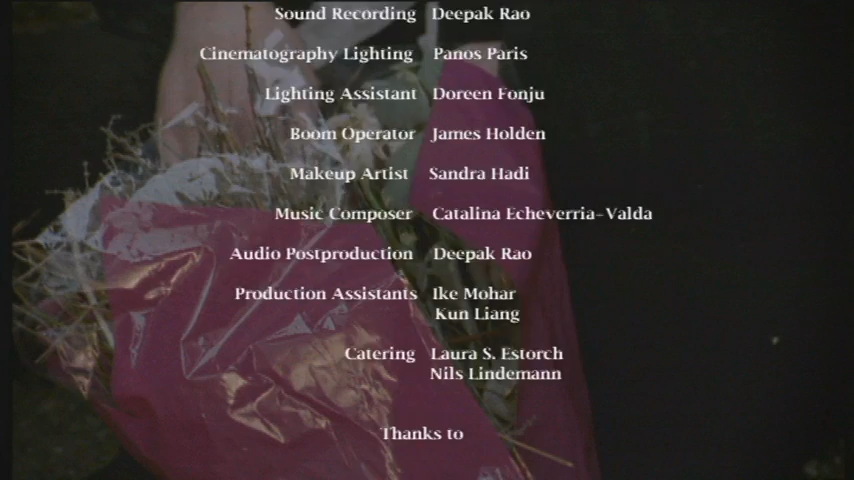 Sound Recording Deepak Rao
Cinematography Lighting Panos Paris
Lighting Assistant Doreen Fonju
Boom Operator James Holden
Makeup Artist Sandra Hadi
Music Composer Catalina Echeverria-Valda
Audio Postproduction Deepak Rao
Production Assistants Ike Mohar
Kun Liang
Catering Laura S. Estorch
Nils Lindemann
Thanks to